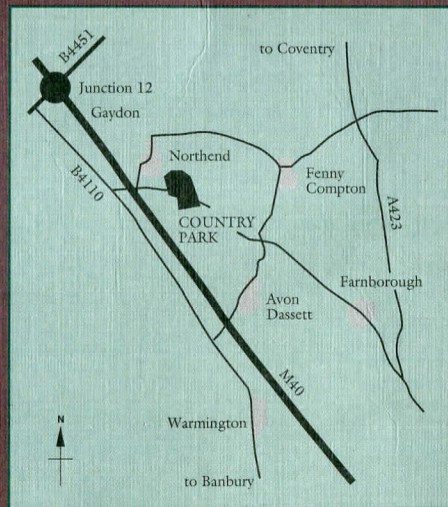 B4451
to Coventry
Junction 12
Gaydon
Northend
Fenny
Compton
B4110
A423
COUNTRY
PARK
Farnborough
Avon
Dassett
M40
N
Warmington
to Banbury